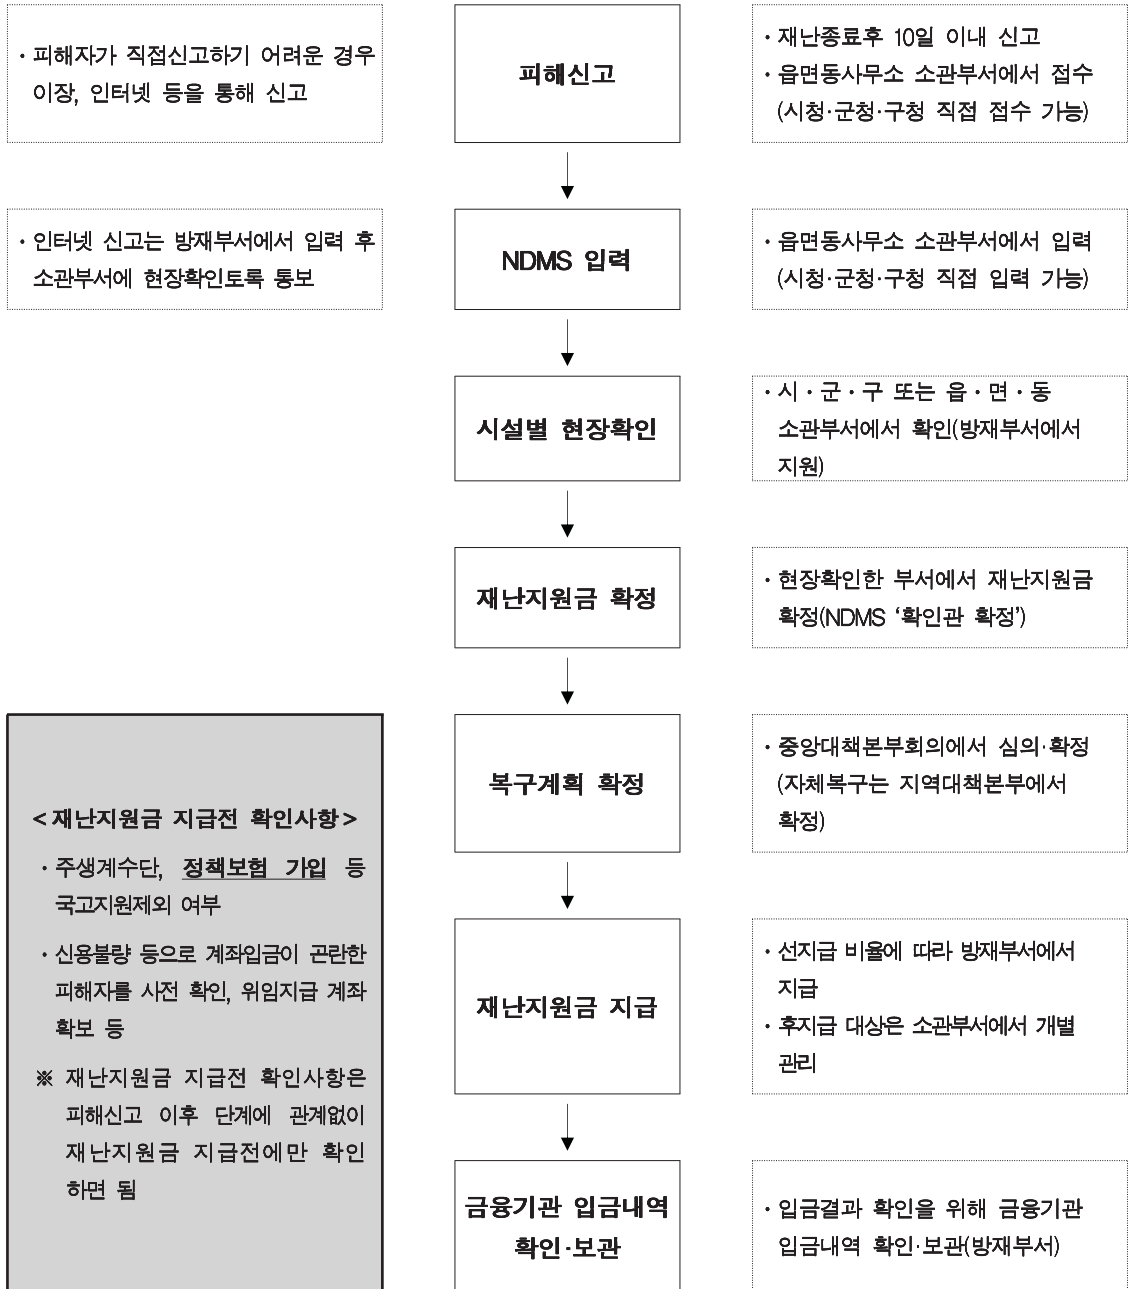 · 피해자가 직접신고하기 어려운 경우
이장, 인터넷 등을 통해 신고
피해신고
· 재난종료후 10일 이내 신고
· 읍면동사무소 소관부서에서 접수
(시청·군청·구청 직접 접수 가능)
· 인터넷 신고는 방재부서에서 입력 후
소관부서에 현장확인토록 통보
NDMS 입력
· 읍면동사무소 소관부서에서 입력
(시청·군청·구청 직접 입력 가능)
시설별 현장확인
· 시·군·구 또는 읍·면·동
소관부서에서 확인(방재부서에서
지원)
재난지원금 확정
· 현장확인한 부서에서 재난지원금
확정(NDMS ‘확인관 확정’)
복구계획 확정
· 중앙대책본부회의에서 심의·확정
(자체복구는 지역대책본부에서
확정)
<재난지원금 지급전 확인사항>
· 주생계수단, 정책보험 가입 등
국고지원제외 여부
· 신용불량 등으로 계좌입금이 곤란한
피해자를 사전 확인, 위임지급 계좌
확보 등
※ 재난지원금 지급전 확인사항은
피해신고 이후 단계에 관계없이
재난지원금 지급전에만 확인
하면 됨
재난지원금 지급
· 선지급 비율에 따라 방재부서에서
지급
· 후지급 대상은 소관부서에서 개별
관리
금융기관 입금내역
확인·보관
· 입금결과 확인을 위해 금융기관
입금내역 확인·보관(방재부서)